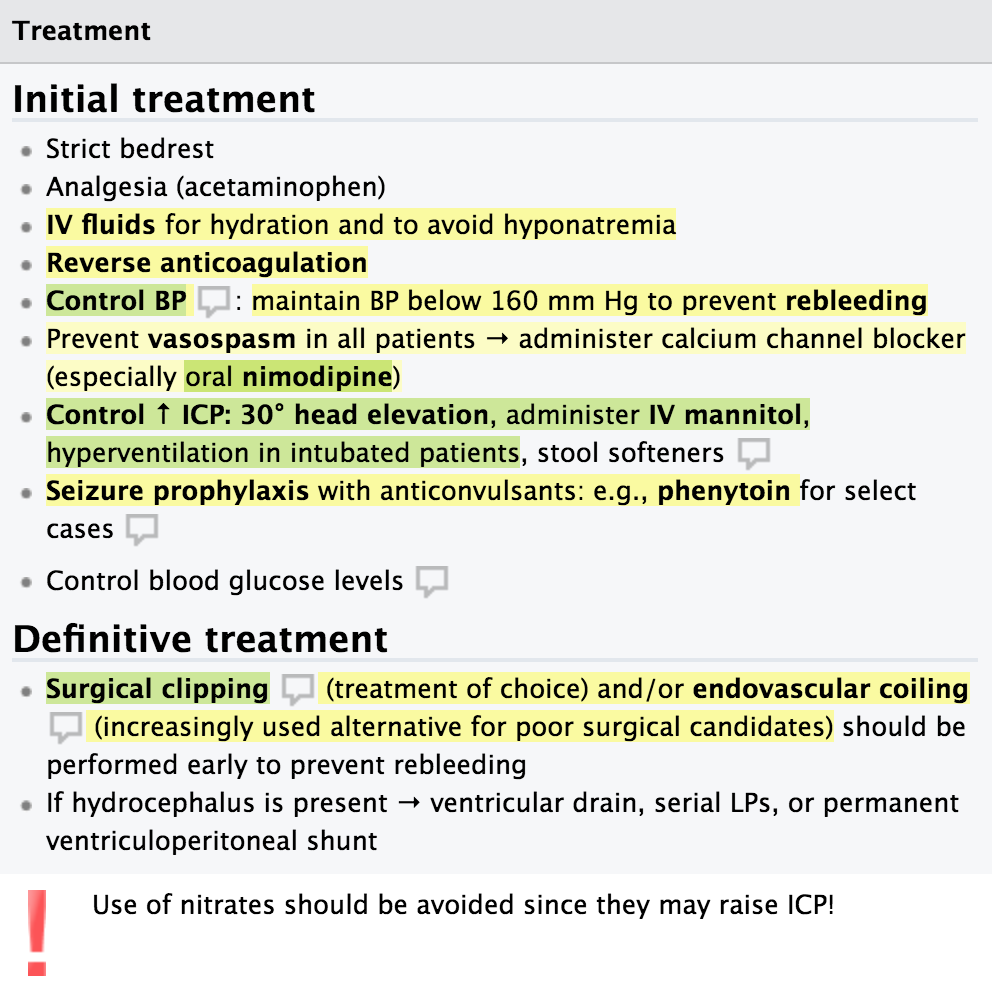 Treatment
Initial treatment
Strict bedrest
Analgesia (acetaminophen)
IV fluids for hydration and to avoid hyponatremia
Reverse anticoagulation
Control BP : maintain BP below 160 mm Hg to prevent rebleeding
Prevent vasospasm in all patients → administer calcium channel blocker
(especially oral nimodipine)
Control ↑ ICP: 30° head elevation, administer IV mannitol,
hyperventilation in intubated patients, stool softeners
Seizure prophylaxis with anticonvulsants: e.g., phenytoin for select
cases
Control blood glucose levels
Definitive treatment
Surgical clipping (treatment of choice) and/or endovascular coiling
(increasingly used alternative for poor surgical candidates) should be
performed early to prevent rebleeding
If hydrocephalus is present → ventricular drain, serial LPs, or permanent
ventriculoperitoneal shunt
Use of nitrates should be avoided since they may raise ICP!